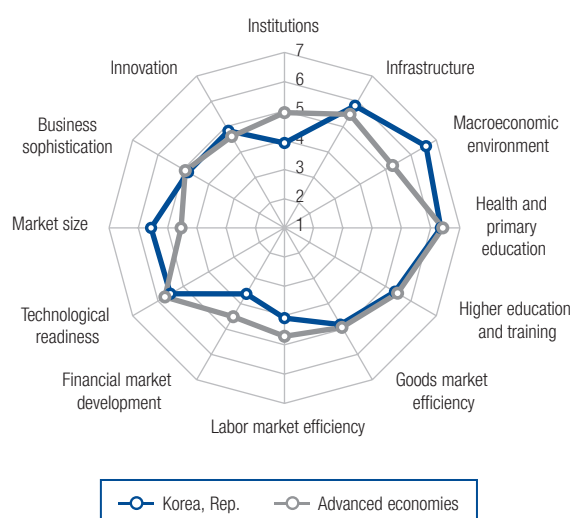 Institutions
Infrastructure
Macroeconomic
environment
Health and
primary
education
Higher education
and training
Goods market
efficiency
Labor market efficiency
Financial market
development
Technological
readiness
Market size
Business
sophistication
Innovation
7
6
5
4
3
2
1
Korea, Rep.
Advanced economies